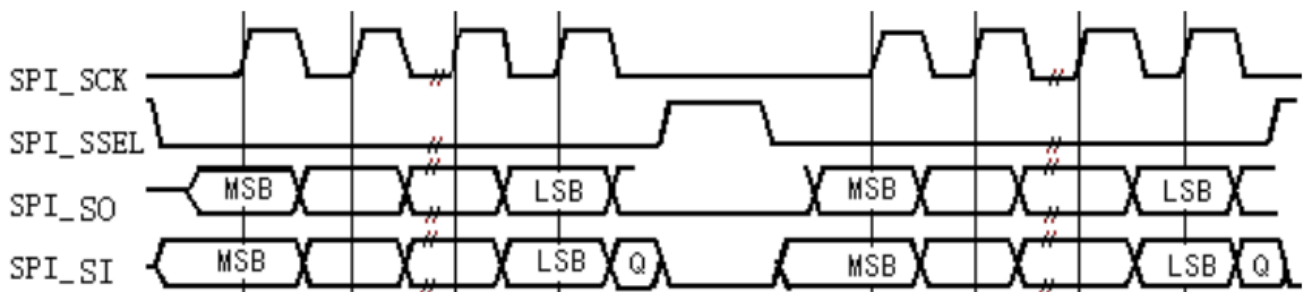 SPI_SCK
SPI_SSEL
SPI_SO MSB LSB MSB LSB
SPI_SI MSB LSB Q MSB LSB Q